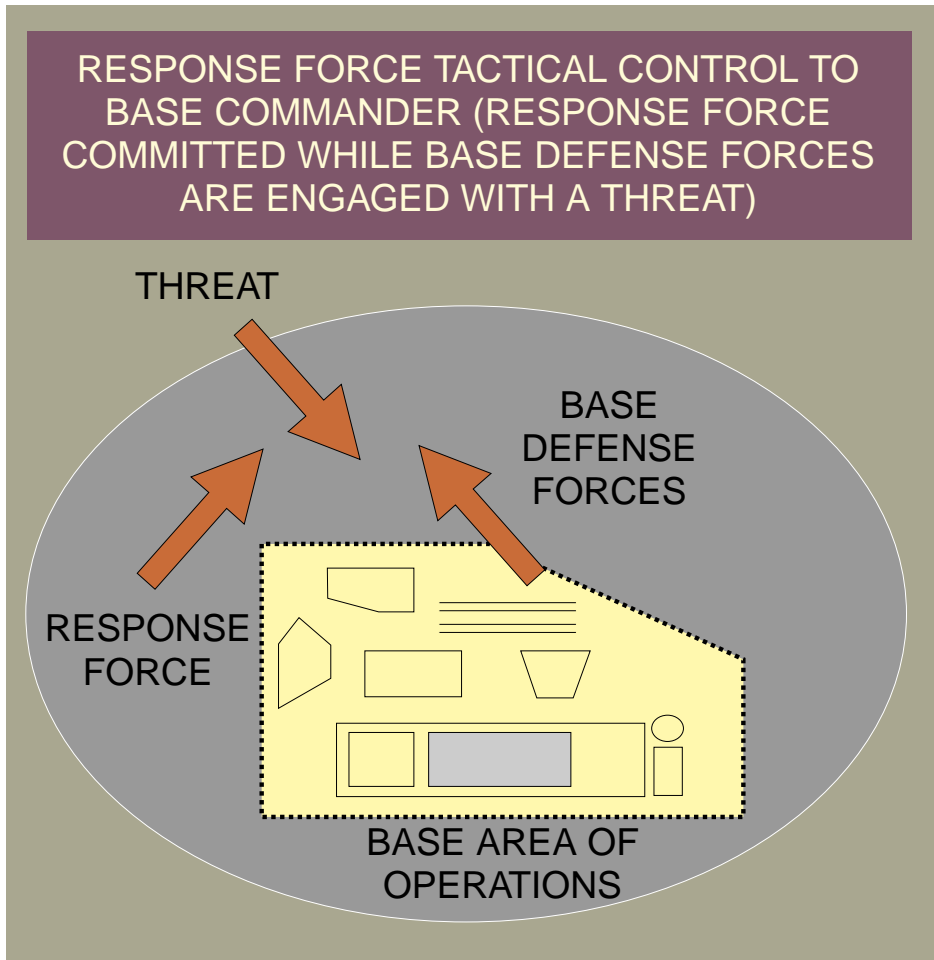 RESPONSE FORCE TACTICAL CONTROL TO
BASE COMMANDER (RESPONSE FORCE
COMMITTED WHILE BASE DEFENSE FORCES
ARE ENGAGED WITH A THREAT)
THREAT
BASE
DEFENSE
FORCES
RESPONSE
FORCE
BASE AREA OF
OPERATIONS